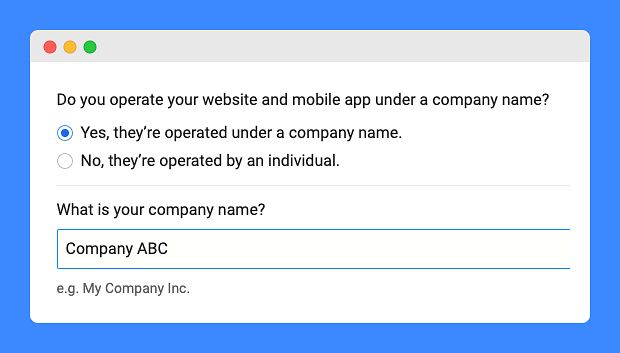 Do you operate your website and mobile app under a company name?
Yes, they’re operated under a company name.
No, they’re operated by an individual.
What is your company name?
Company ABC
e.g. My Company Inc.